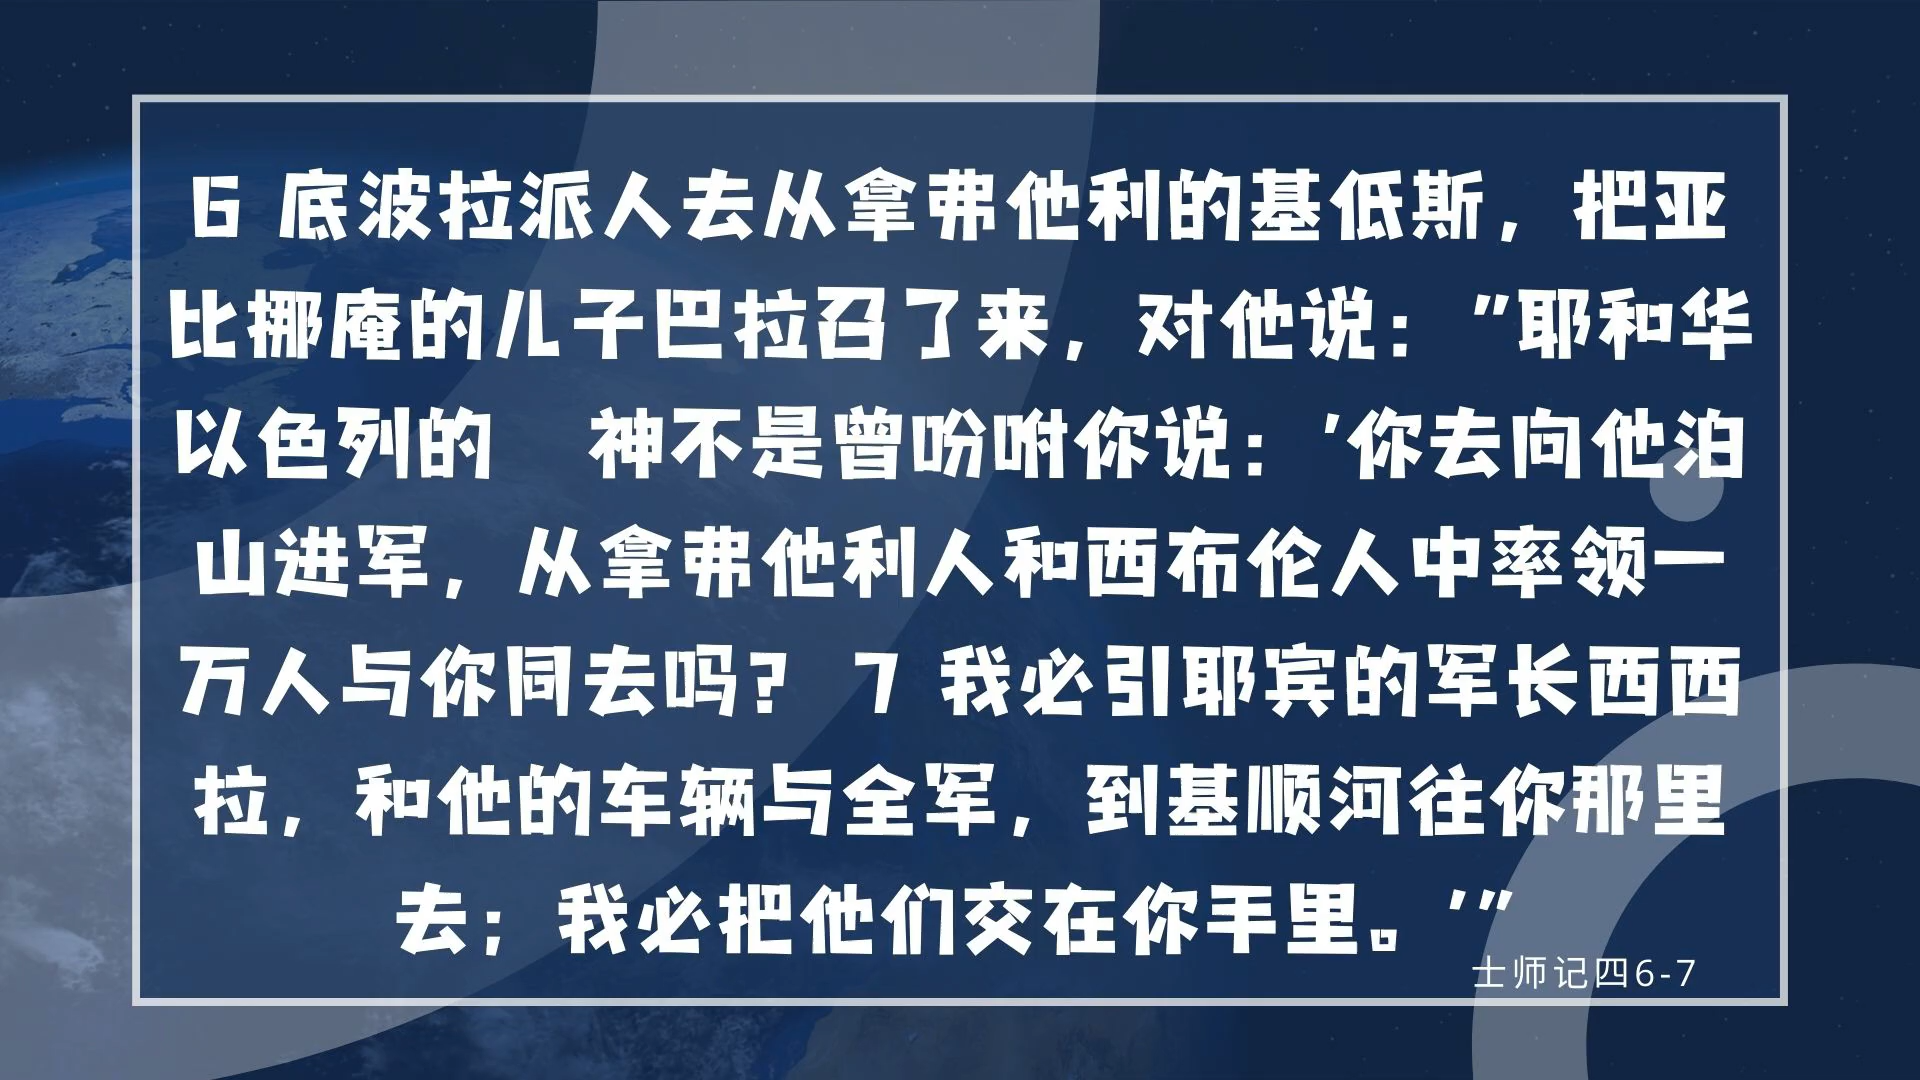 6 底波拉派人去从拿弗他利的基低斯，把亚
比挪庵的儿子巴拉召了来，对他说："耶和华
以色列的　神不是曾吩咐你说：'你去向他泊
山进军，从拿弗他利人和西布伦人中率领一
万人与你同去吗？ 7 我必引耶宾的军长西西
拉，和他的车辆与全军，到基顺河往你那里
去；我必把他们交在你手里。'"
士师记四6-7